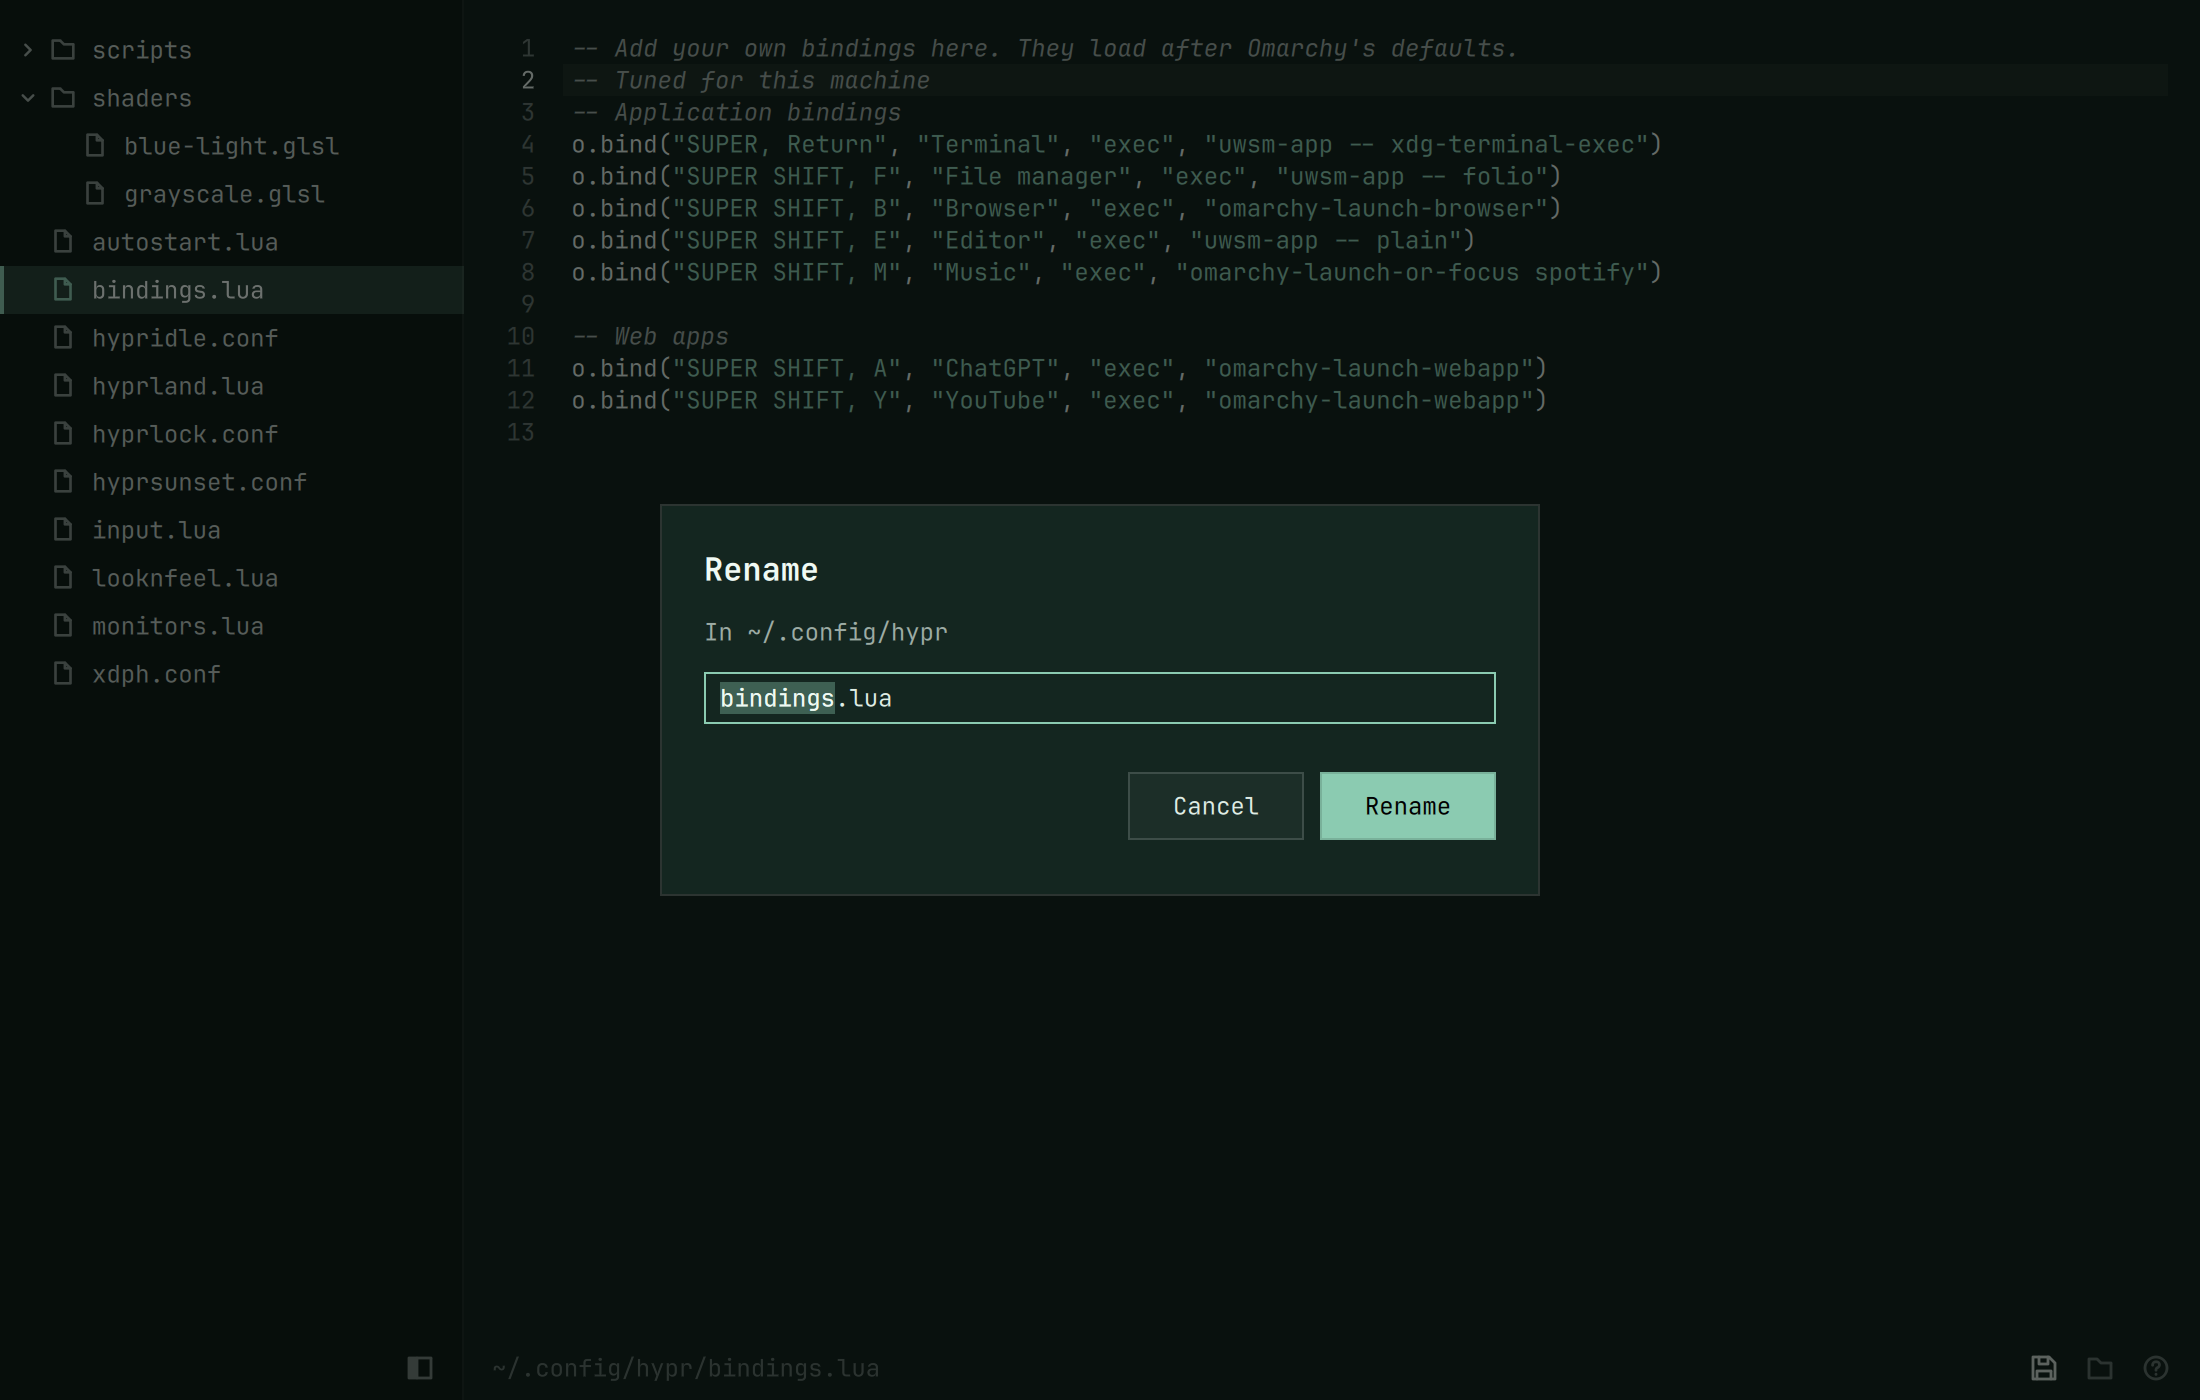 scripts
shaders
blue-light.glsl
grayscale.glsl
autostart.lua
bindings.lua
hypridle.conf
hyprland.lua
hyprlock.conf
hyprsunset.conf
input.lua
looknfeel.lua
monitors.lua
xdph.conf
1 -- Add your own bindings here. They load after Omarchy's defaults.
2 -- Tuned for this machine
3 -- Application bindings
4 o.bind("SUPER, Return", "Terminal", "exec", "uwsm-app -- xdg-terminal-exec")
5 o.bind("SUPER SHIFT, F", "File manager", "exec", "uwsm-app -- folio")
6 o.bind("SUPER SHIFT, B", "Browser", "exec", "omarchy-launch-browser")
7 o.bind("SUPER SHIFT, E", "Editor", "exec", "uwsm-app -- plain")
8 o.bind("SUPER SHIFT, M", "Music", "exec", "omarchy-launch-or-focus spotify")
9
10 -- Web apps
11 o.bind("SUPER SHIFT, A", "ChatGPT", "exec", "omarchy-launch-webapp")
12 o.bind("SUPER SHIFT, Y", "YouTube", "exec", "omarchy-launch-webapp")
13
Rename
In ~/.config/hypr
bindings.lua
Cancel
Rename
~/.config/hypr/bindings.lua